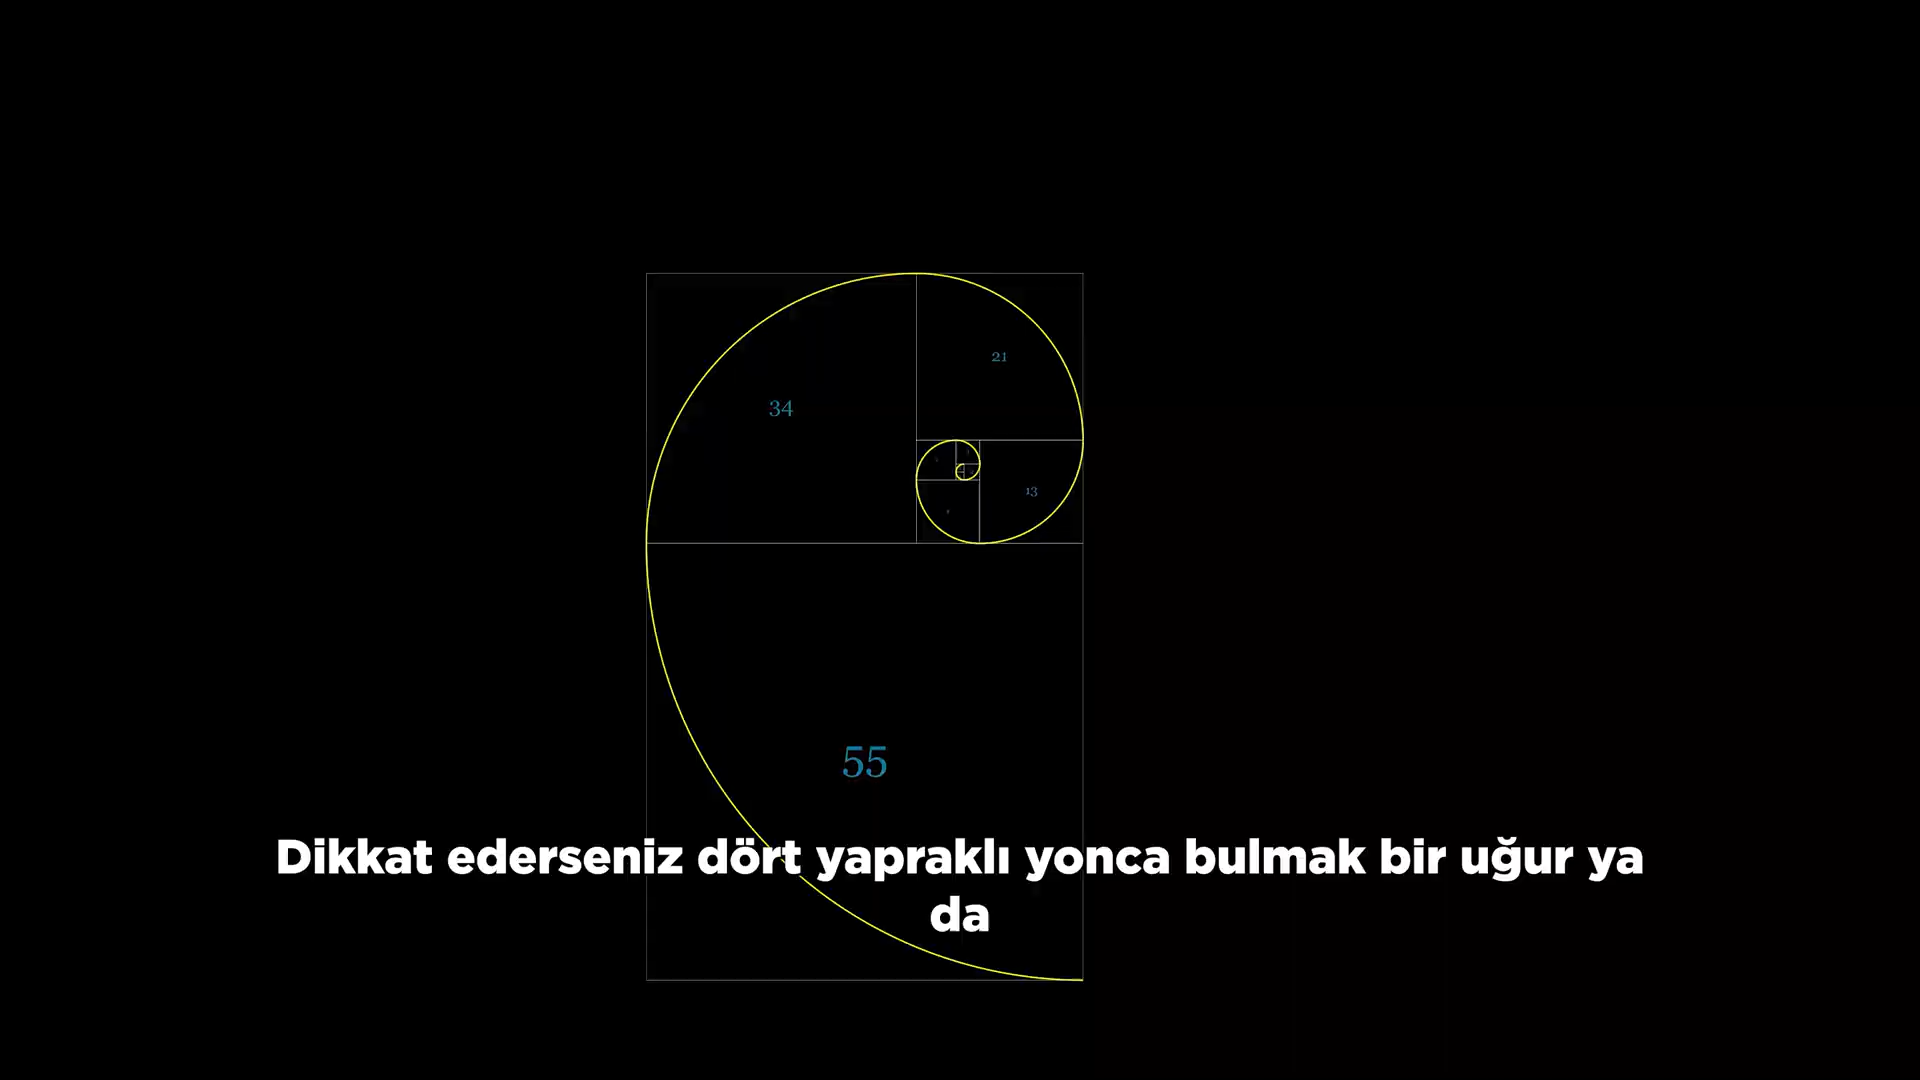 21
34
13
55
Dikkat ederseniz dört yapraklı yonca bulmak bir uğur ya
da